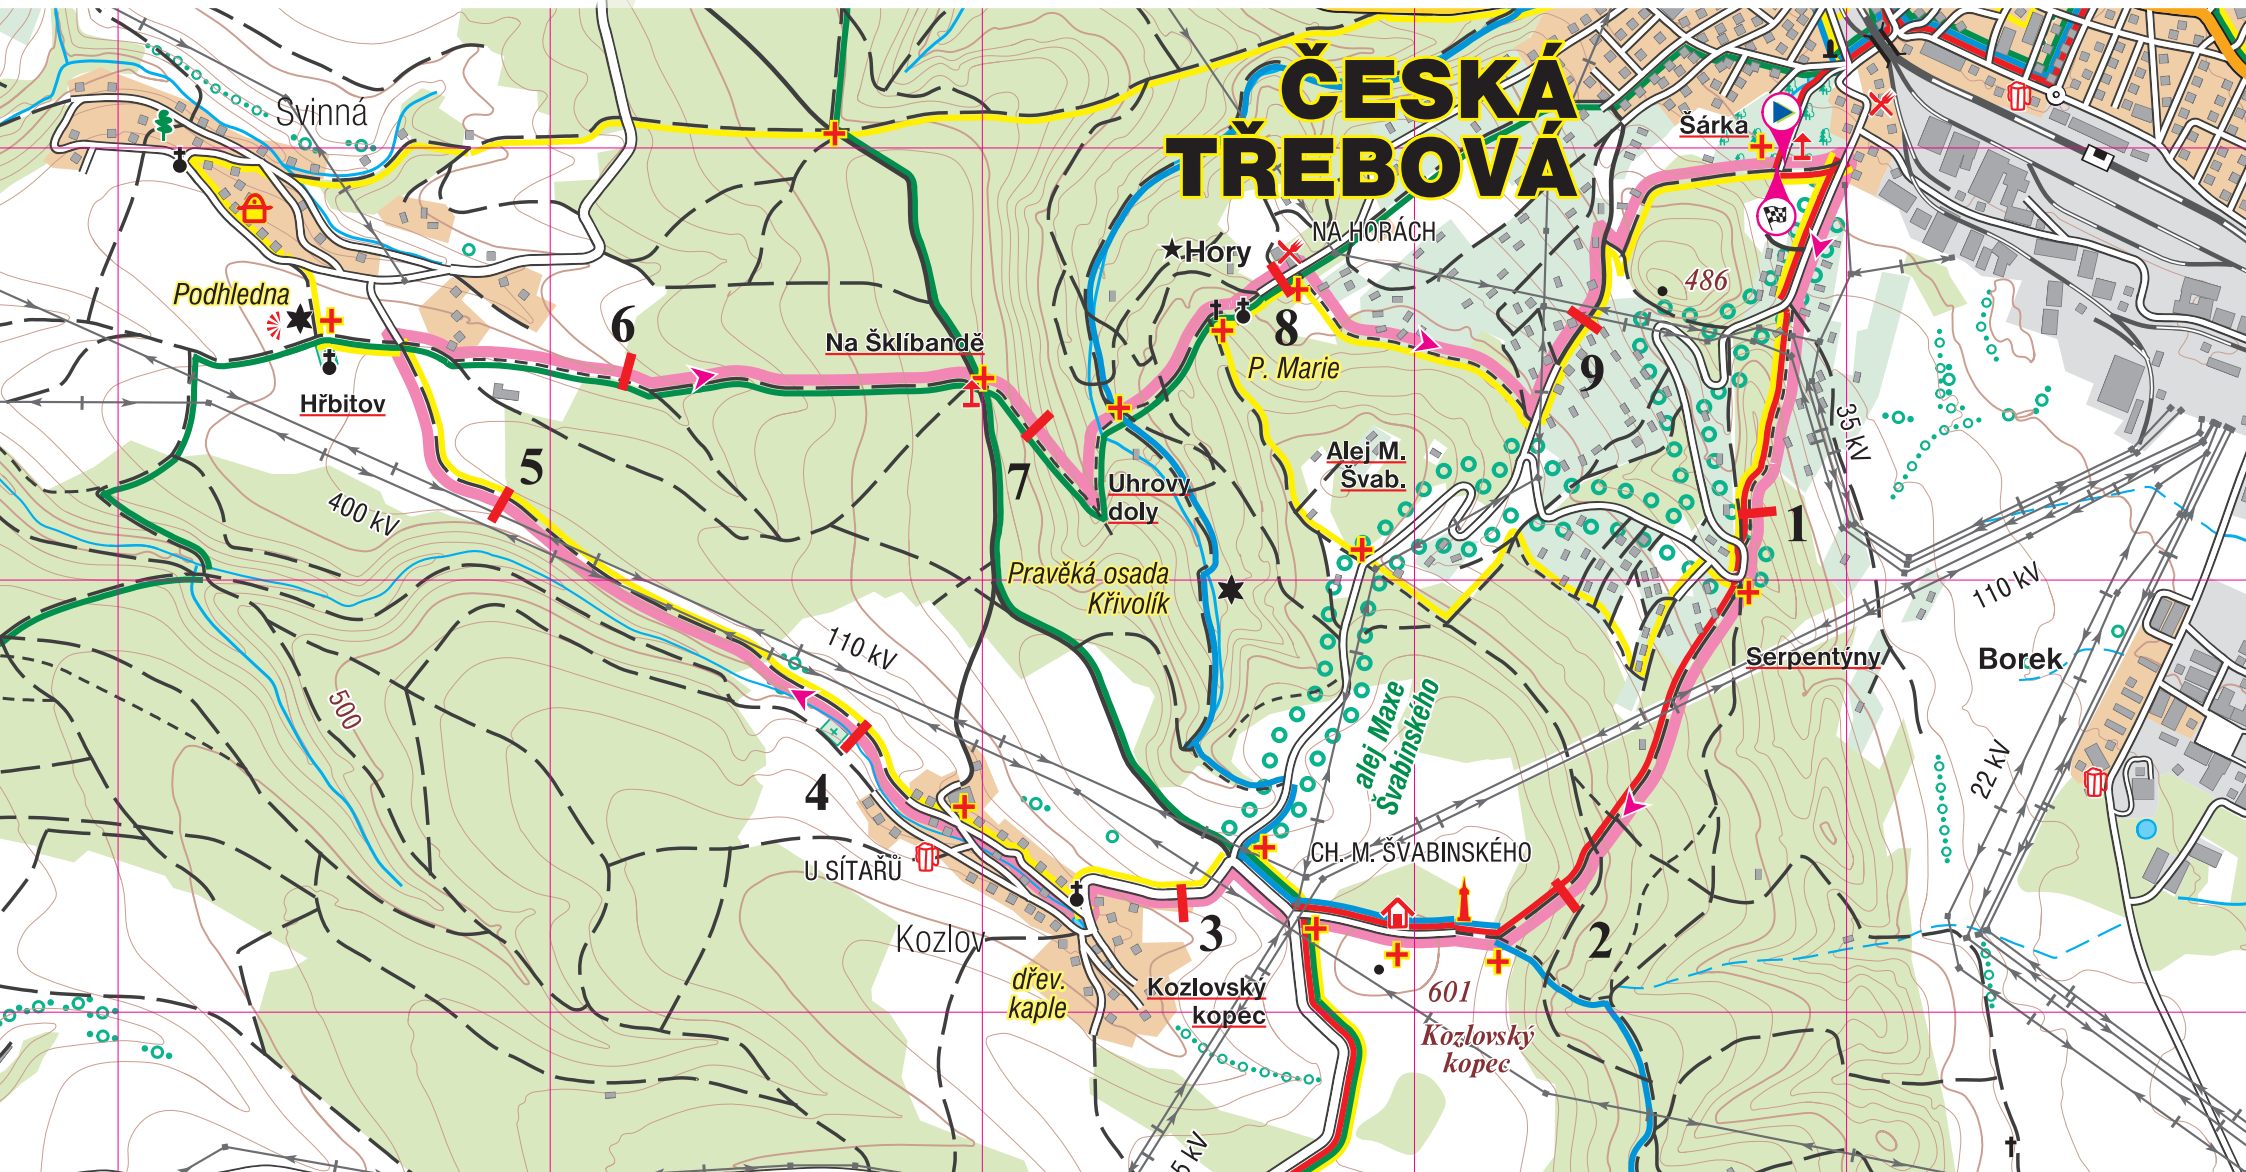 ČESKÁ
TŘEBOVÁ
Svinná
Šárka
NA HORÁCH
Hory
486
Podhledna
6
Na Šklíbandě
8
P. Marie
9
Hřbitov
35 kV
5
400 kV
7
Alej M.
Šváb.
Uhrovy
doly
1
Pravěká osada
Křivolík
110 kV
110 kV
Serpentýny
Borek
500
alej Maxe
Švabinského
22 kV
4
U SÍTAŘŮ
CH. M. ŠVABINSKÉHO
3
2
Kozlov
dřev.
kaple
Kozlovský
kopec
601
Kozlovský
kopec
5 kV